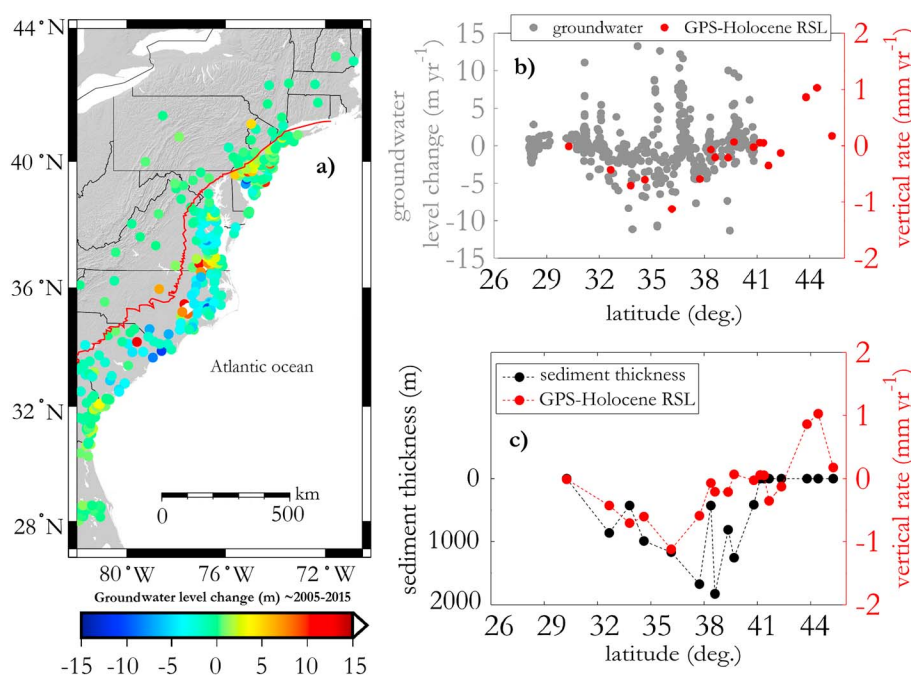 44°N
40°N
36°N
32°N
28°N
a)
Atlantic ocean
km
0
500
80°W
76°W
72°W
Groundwater level change (m) ~2005-2015
-15 -10 -5 0 5 10 15
groundwater GPS-Holocene RSL
b)
groundwater
level change (m yr-1)
15
10
5
0
-5
-10
-15
2
1
0
-1
-2
vertical rate (mm yr-1)
26 29 32 35 38 41 44
latitude (deg.)
sediment thickness
GPS-Holocene RSL
c)
sediment thickness (m)
0
1000
2000
2
1
0
-1
-2
vertical rate (mm yr-1)
26 29 32 35 38 41 44
latitude (deg.)